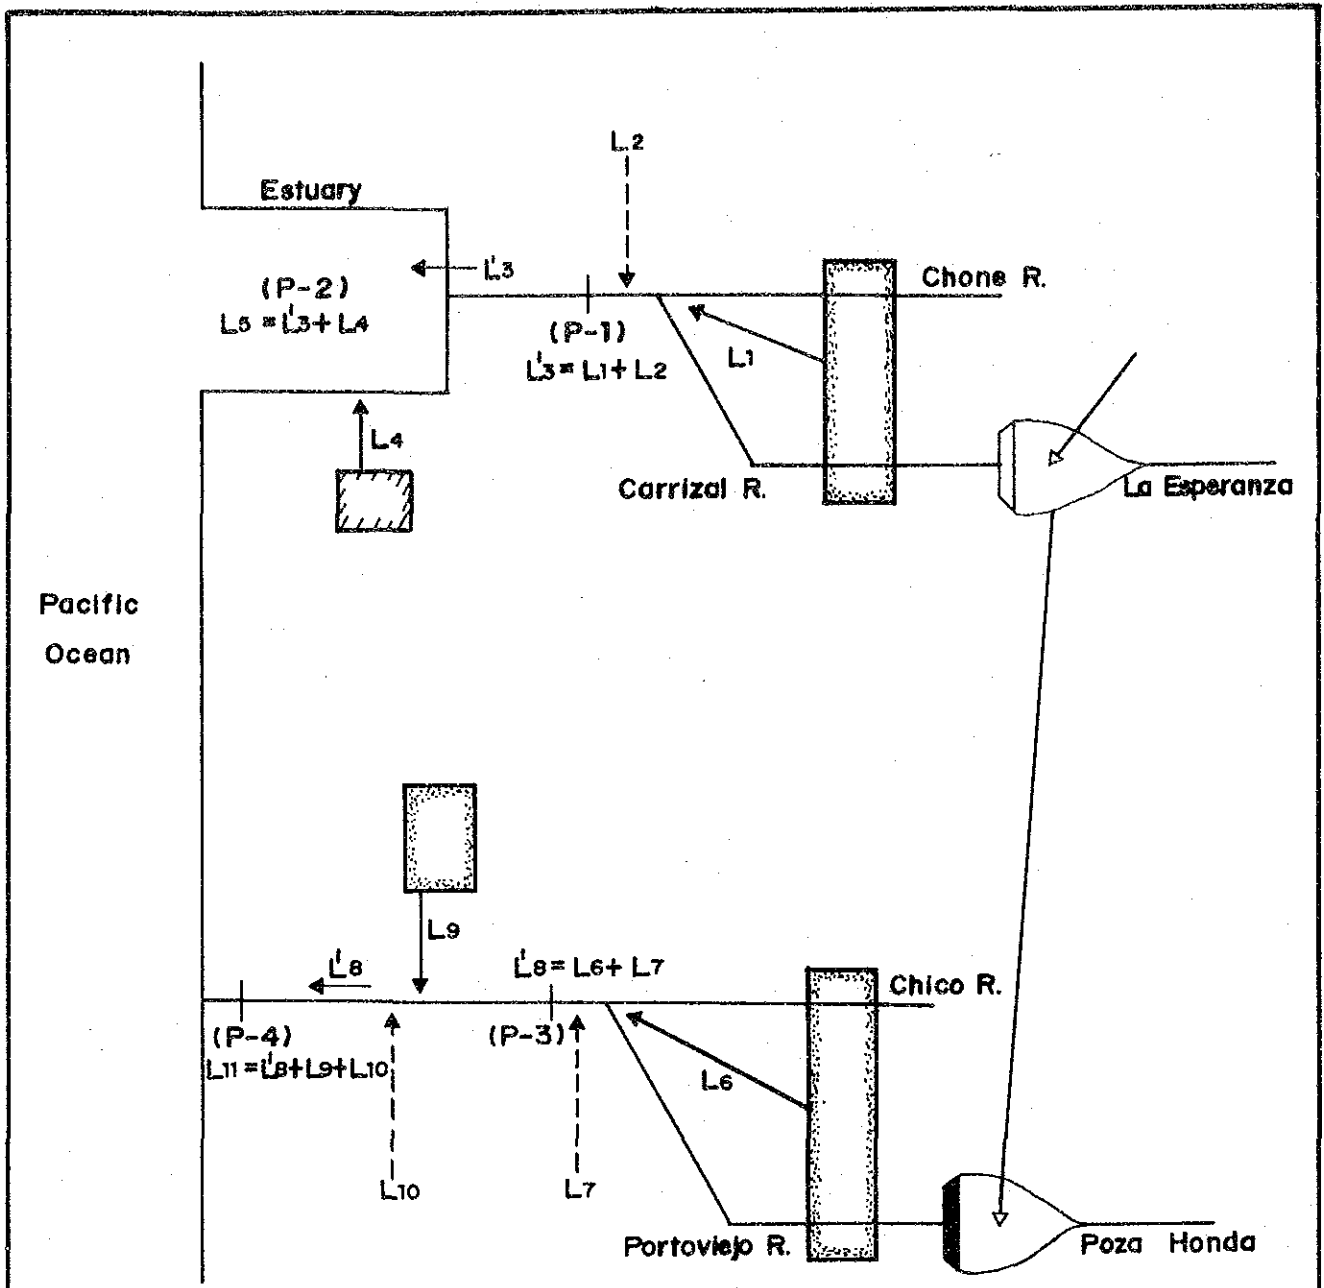 L2
Estuary
L'3
Chone R.
(P-2)
L5 = L'3 + L4
(P-1)
L'3 = L1 + L2
L1
L4
Carrizal R.
La Esperanza
Pacific
Ocean
L9
L'8
L'8 = L6 + L7
Chico R.
(P-4)
(P-3)
L11 = L'8 + L9 + L10
L6
L10
L7
Portoviejo R.
Poza Honda